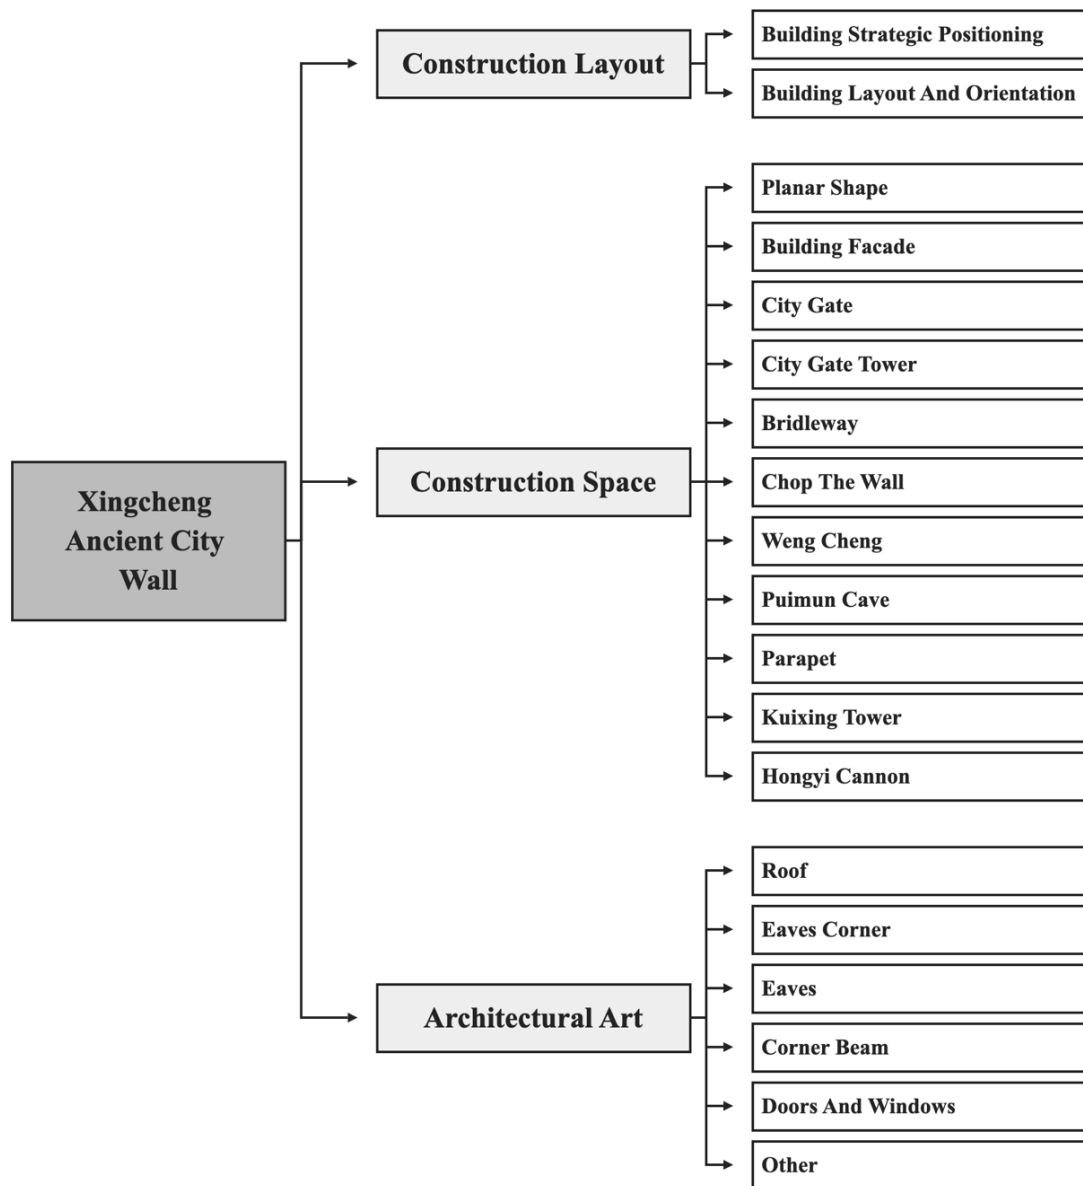 Xingcheng
Ancient City
Wall
Construction Layout
Building Strategic Positioning
Building Layout And Orientation
Construction Space
Planar Shape
Building Facade
City Gate
City Gate Tower
Bridleway
Chop The Wall
Weng Cheng
Puimun Cave
Parapet
Kuixing Tower
Hongyi Cannon
Architectural Art
Roof
Eaves Corner
Eaves
Corner Beam
Doors And Windows
Other